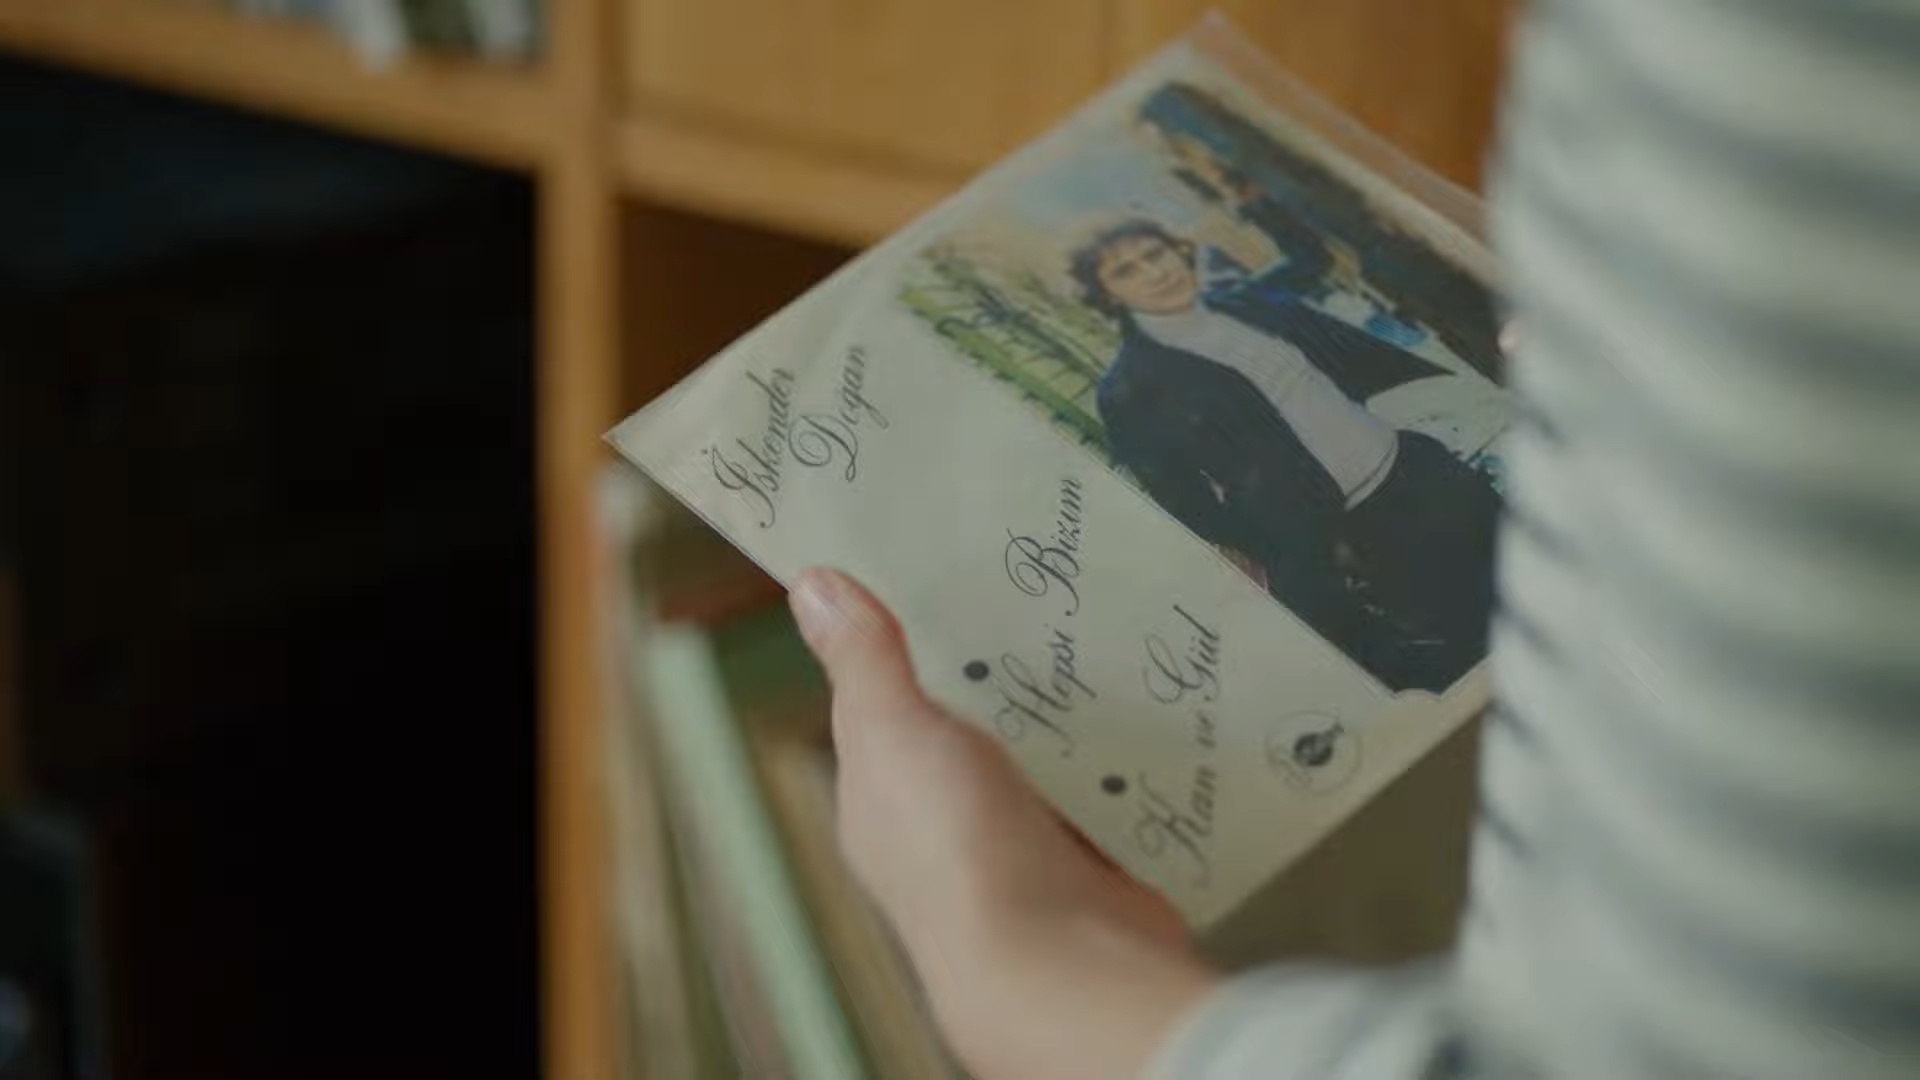 İskender
Doğan
Hepsi Bizim
Kan ve Gül